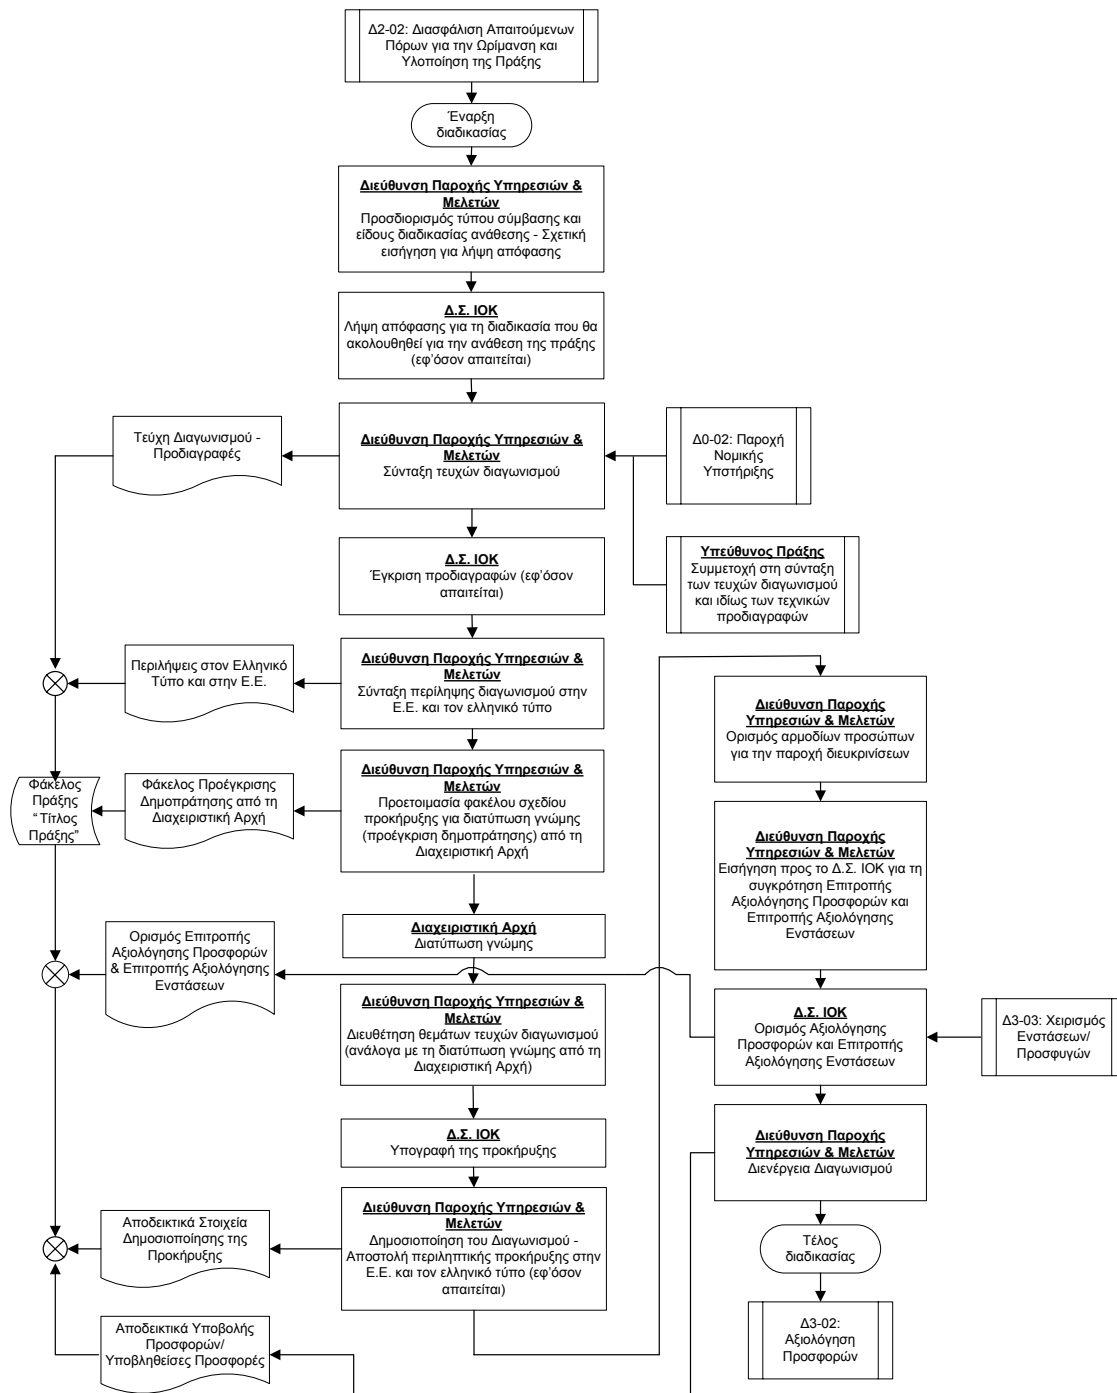 Δ2-02: Διασφάλιση Απαιτούμενων
Πόρων για την Ωρίμανση και
Υλοποίηση της Πράξης
Έναρξη
διαδικασίας
Διεύθυνση Παροχής Υπηρεσιών &
Μελετών
Προσδιορισμός τύπου σύμβασης και
είδους διαδικασίας ανάθεσης - Σχετική
εισήγηση για λήψη απόφασης
Δ.Σ. ΙΟΚ
Λήψη απόφασης για τη διαδικασία που θα
ακολουθηθεί για την ανάθεση της πράξης
(εφ'όσον απαιτείται)
Τεύχη Διαγωνισμού -
Προδιαγραφές
Διεύθυνση Παροχής Υπηρεσιών &
Μελετών
Σύνταξη τευχών διαγωνισμού
Δ0-02: Παροχή
Νομικής
Υπστήριξης
Δ.Σ. ΙΟΚ
Έγκριση προδιαγραφών (εφ'όσον
απαιτείται)
Υπεύθυνος Πράξης
Συμμετοχή στη σύνταξη
των τευχών διαγωνισμού
και ιδίως των τεχνικών
προδιαγραφών
Περιλήψεις στον Ελληνικό
Τύπο και στην Ε.Ε.
Διεύθυνση Παροχής Υπηρεσιών &
Μελετών
Σύνταξη περίληψης διαγωνισμού στην
Ε.Ε. και τον ελληνικό τύπο
Διεύθυνση Παροχής
Υπηρεσιών & Μελετών
Ορισμός αρμοδίων προσώπων
για την παροχή διευκρινίσεων
Φάκελος
Πράξης
“ Τίτλος
Πράξης”
Φάκελος Προέγκρισης
Δημοπράτησης από τη
Διαχειριστική Αρχή
Διεύθυνση Παροχής Υπηρεσιών &
Μελετών
Προετοιμασία φακέλου σχεδίου
προκήρυξης για διατύπωση γνώμης
(προέγκριση δημοπράτησης) από τη
Διαχειριστική Αρχή
Διεύθυνση Παροχής
Υπηρεσιών & Μελετών
Εισήγηση προς το Δ.Σ. ΙΟΚ για τη
συγκρότηση Επιτροπής
Αξιολόγησης Προσφορών και
Επιτροπής Αξιολόγησης
Ενστάσεων
Διαχειριστική Αρχή
Διατύπωση γνώμης
Ορισμός Επιτροπής
Αξιολόγησης Προσφορών
& Επιτροπής Αξιολόγησης
Ενστάσεων
Διεύθυνση Παροχής Υπηρεσιών &
Μελετών
Διευθέτηση θεμάτων τευχών διαγωνισμού
(ανάλογα με τη διατύπωση γνώμης από τη
Διαχειριστική Αρχή)
Δ.Σ. ΙΟΚ
Ορισμός Αξιολόγησης
Προσφορών και Επιτροπής
Αξιολόγησης Ενστάσεων
Δ3-03: Χειρισμός
Ενστάσεων/
Προσφυγών
Δ.Σ. ΙΟΚ
Υπογραφή της προκήρυξης
Διεύθυνση Παροχής
Υπηρεσιών & Μελετών
Διενέργεια Διαγωνισμού
Αποδεικτικά Στοιχεία
Δημοσιοποίησης της
Προκήρυξης
Διεύθυνση Παροχής Υπηρεσιών &
Μελετών
Δημοσιοποίηση του Διαγωνισμού -
Αποστολή περιληπτικής προκήρυξης στην
Ε.Ε. και τον ελληνικό τύπο (εφ'όσον
απαιτείται)
Τέλος
διαδικασίας
Αποδεικτικά Υποβολής
Προσφορών/
Υποβληθείσες Προσφορές
Δ3-02:
Αξιολόγηση
Προσφορών